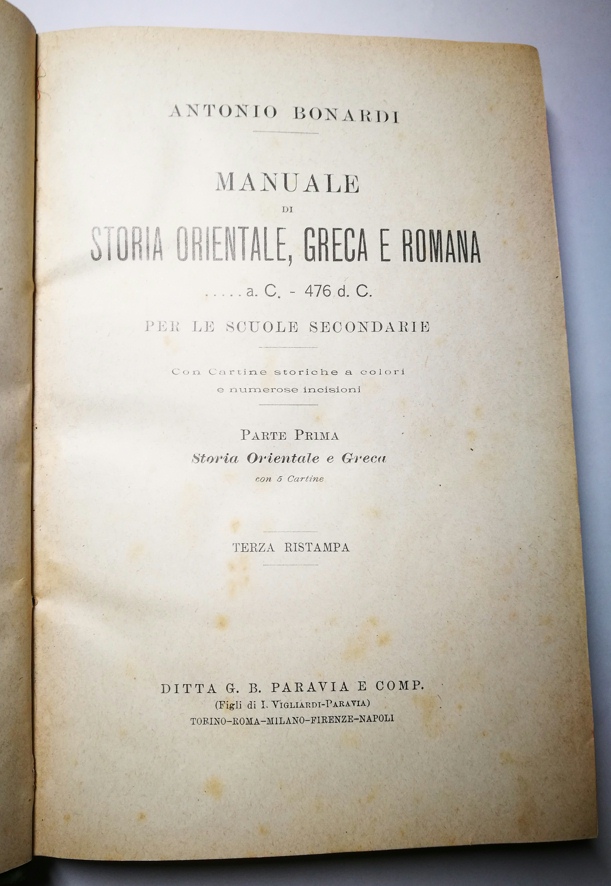 ANTONIO BONARDI
MANUALE
DI
STORIA ORIENTALE, GRECA E ROMANA
.....a. C. - 476 d. C.
PER LE SCUOLE SECONDARIE
Con Cartine storiche a colori
e numerose incisioni
PARTE PRIMA
Storia Orientale e Greca
con 5 Cartine
TERZA RISTAMPA
DITTA G. B. PARAVIA E COMP.
(Figli di I. VIGLIARDI-PARAVIA)
TORINO-ROMA-MILANO-FIRENZE-NAPOLI